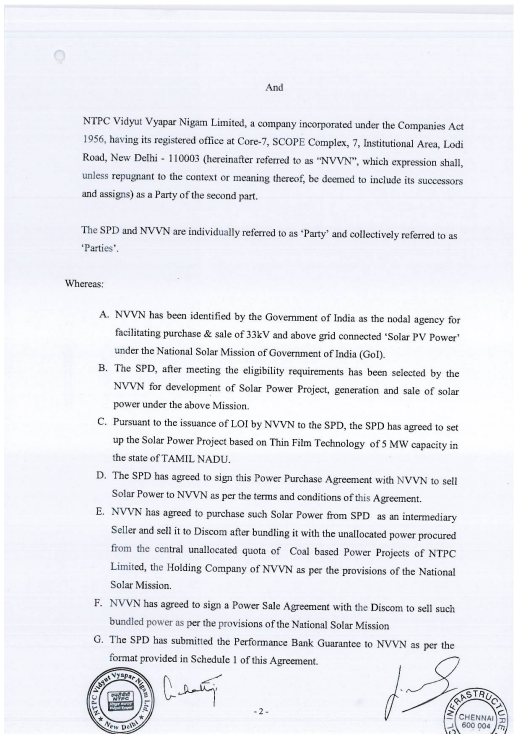 And
NTPC Vidyut Vyapar Nigam Limited, a company incorporated under the Companies Act
1956, having its registered office at Core-7, SCOPE Complex, 7, Institutional Area, Lodi
Road, New Delhi - 110003 (hereinafter referred to as “NVVN”, which expression shall,
unless repugnant to the context or meaning thereof, be deemed to include its successors
and assigns) as a Party of the second part.
The SPD and NVVN are individually referred to as ‘Party’ and collectively referred to as
‘Parties’.
Whereas:
A. NVVN has been identified by the Government of India as the nodal agency for
facilitating purchase & sale of 33kV and above grid connected ‘Solar PV Power’
under the National Solar Mission of Government of India (GoI).
B. The SPD, after meeting the eligibility requirements has been selected by the
NVVN for development of Solar Power Project, generation and sale of solar
power under the above Mission.
C. Pursuant to the issuance of LOI by NVVN to the SPD, the SPD has agreed to set
up the Solar Power Project based on Thin Film Technology of 5 MW capacity in
the state of TAMIL NADU.
D. The SPD has agreed to sign this Power Purchase Agreement with NVVN to sell
Solar Power to NVVN as per the terms and conditions of this Agreement.
E. NVVN has agreed to purchase such Solar Power from SPD as an intermediary
Seller and sell it to Discom after bundling it with the unallocated power procured
from the central unallocated quota of Coal based Power Projects of NTPC
Limited, the Holding Company of NVVN as per the provisions of the National
Solar Mission.
F. NVVN has agreed to sign a Power Sale Agreement with the Discom to sell such
bundled power as per the provisions of the National Solar Mission
G. The SPD has submitted the Performance Bank Guarantee to NVVN as per the
format provided in Schedule 1 of this Agreement.
NTPC Vidyut Vyapar Nigam Ltd.
NTPC
New Delhi
- 2 -
INFRASTRUCTURE
CHENNAI
600 004